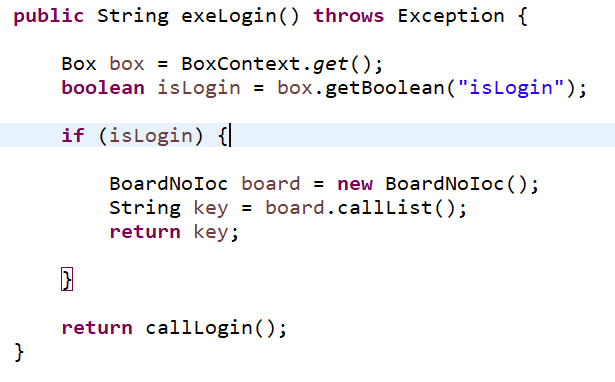 public String exeLogin() throws Exception {
Box box = BoxContext.get();
boolean isLogin = box.getBoolean("isLogin");
if (isLogin) {
BoardNoIoc board = new BoardNoIoc();
String key = board.callList();
return key;
}
return callLogin();
}